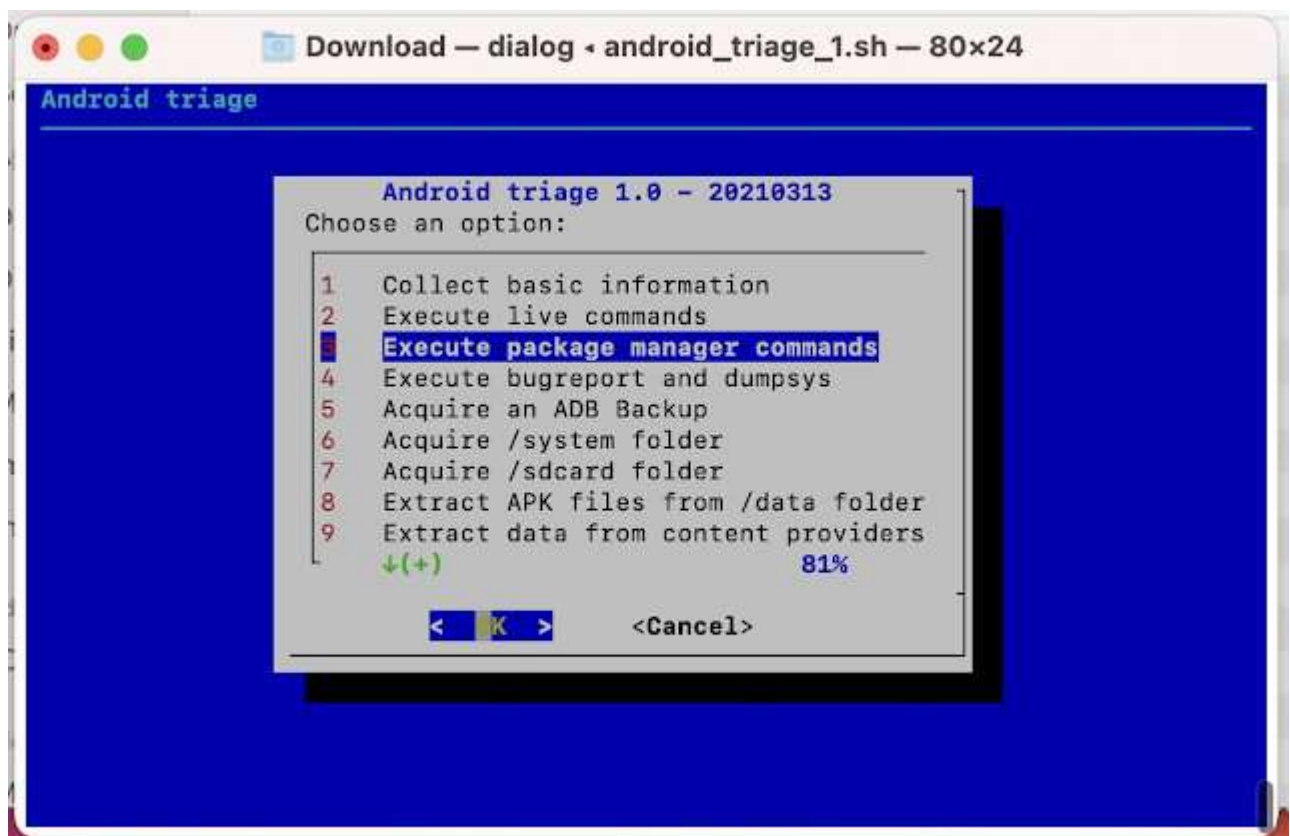 Download — dialog ◂ android_triage_1.sh — 80×24
Android triage
Android triage 1.0 - 20210313
Choose an option:
1 Collect basic information
2 Execute live commands
3 Execute package manager commands
4 Execute bugreport and dumpsys
5 Acquire an ADB Backup
6 Acquire /system folder
7 Acquire /sdcard folder
8 Extract APK files from /data folder
9 Extract data from content providers
↓(+) 81%
< OK > <Cancel>